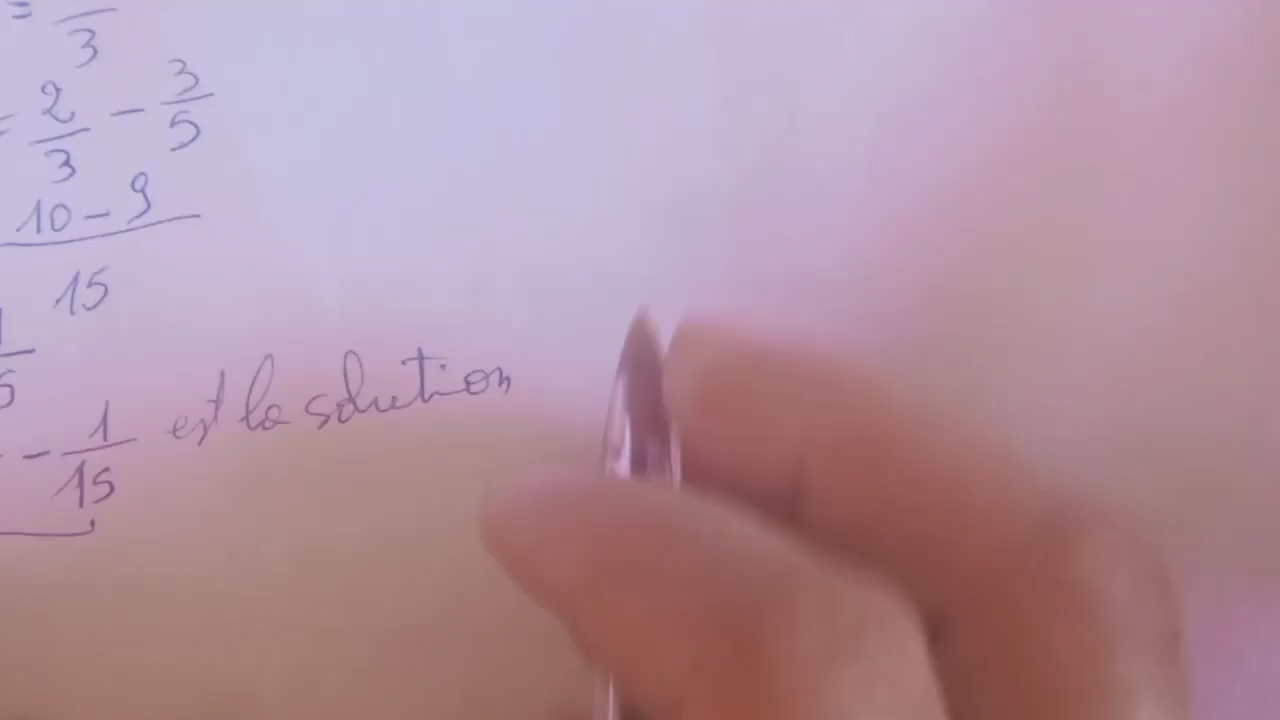 = — 3
= 2/3 - 3/5
10 - 9
15
- 1/15 est la solution